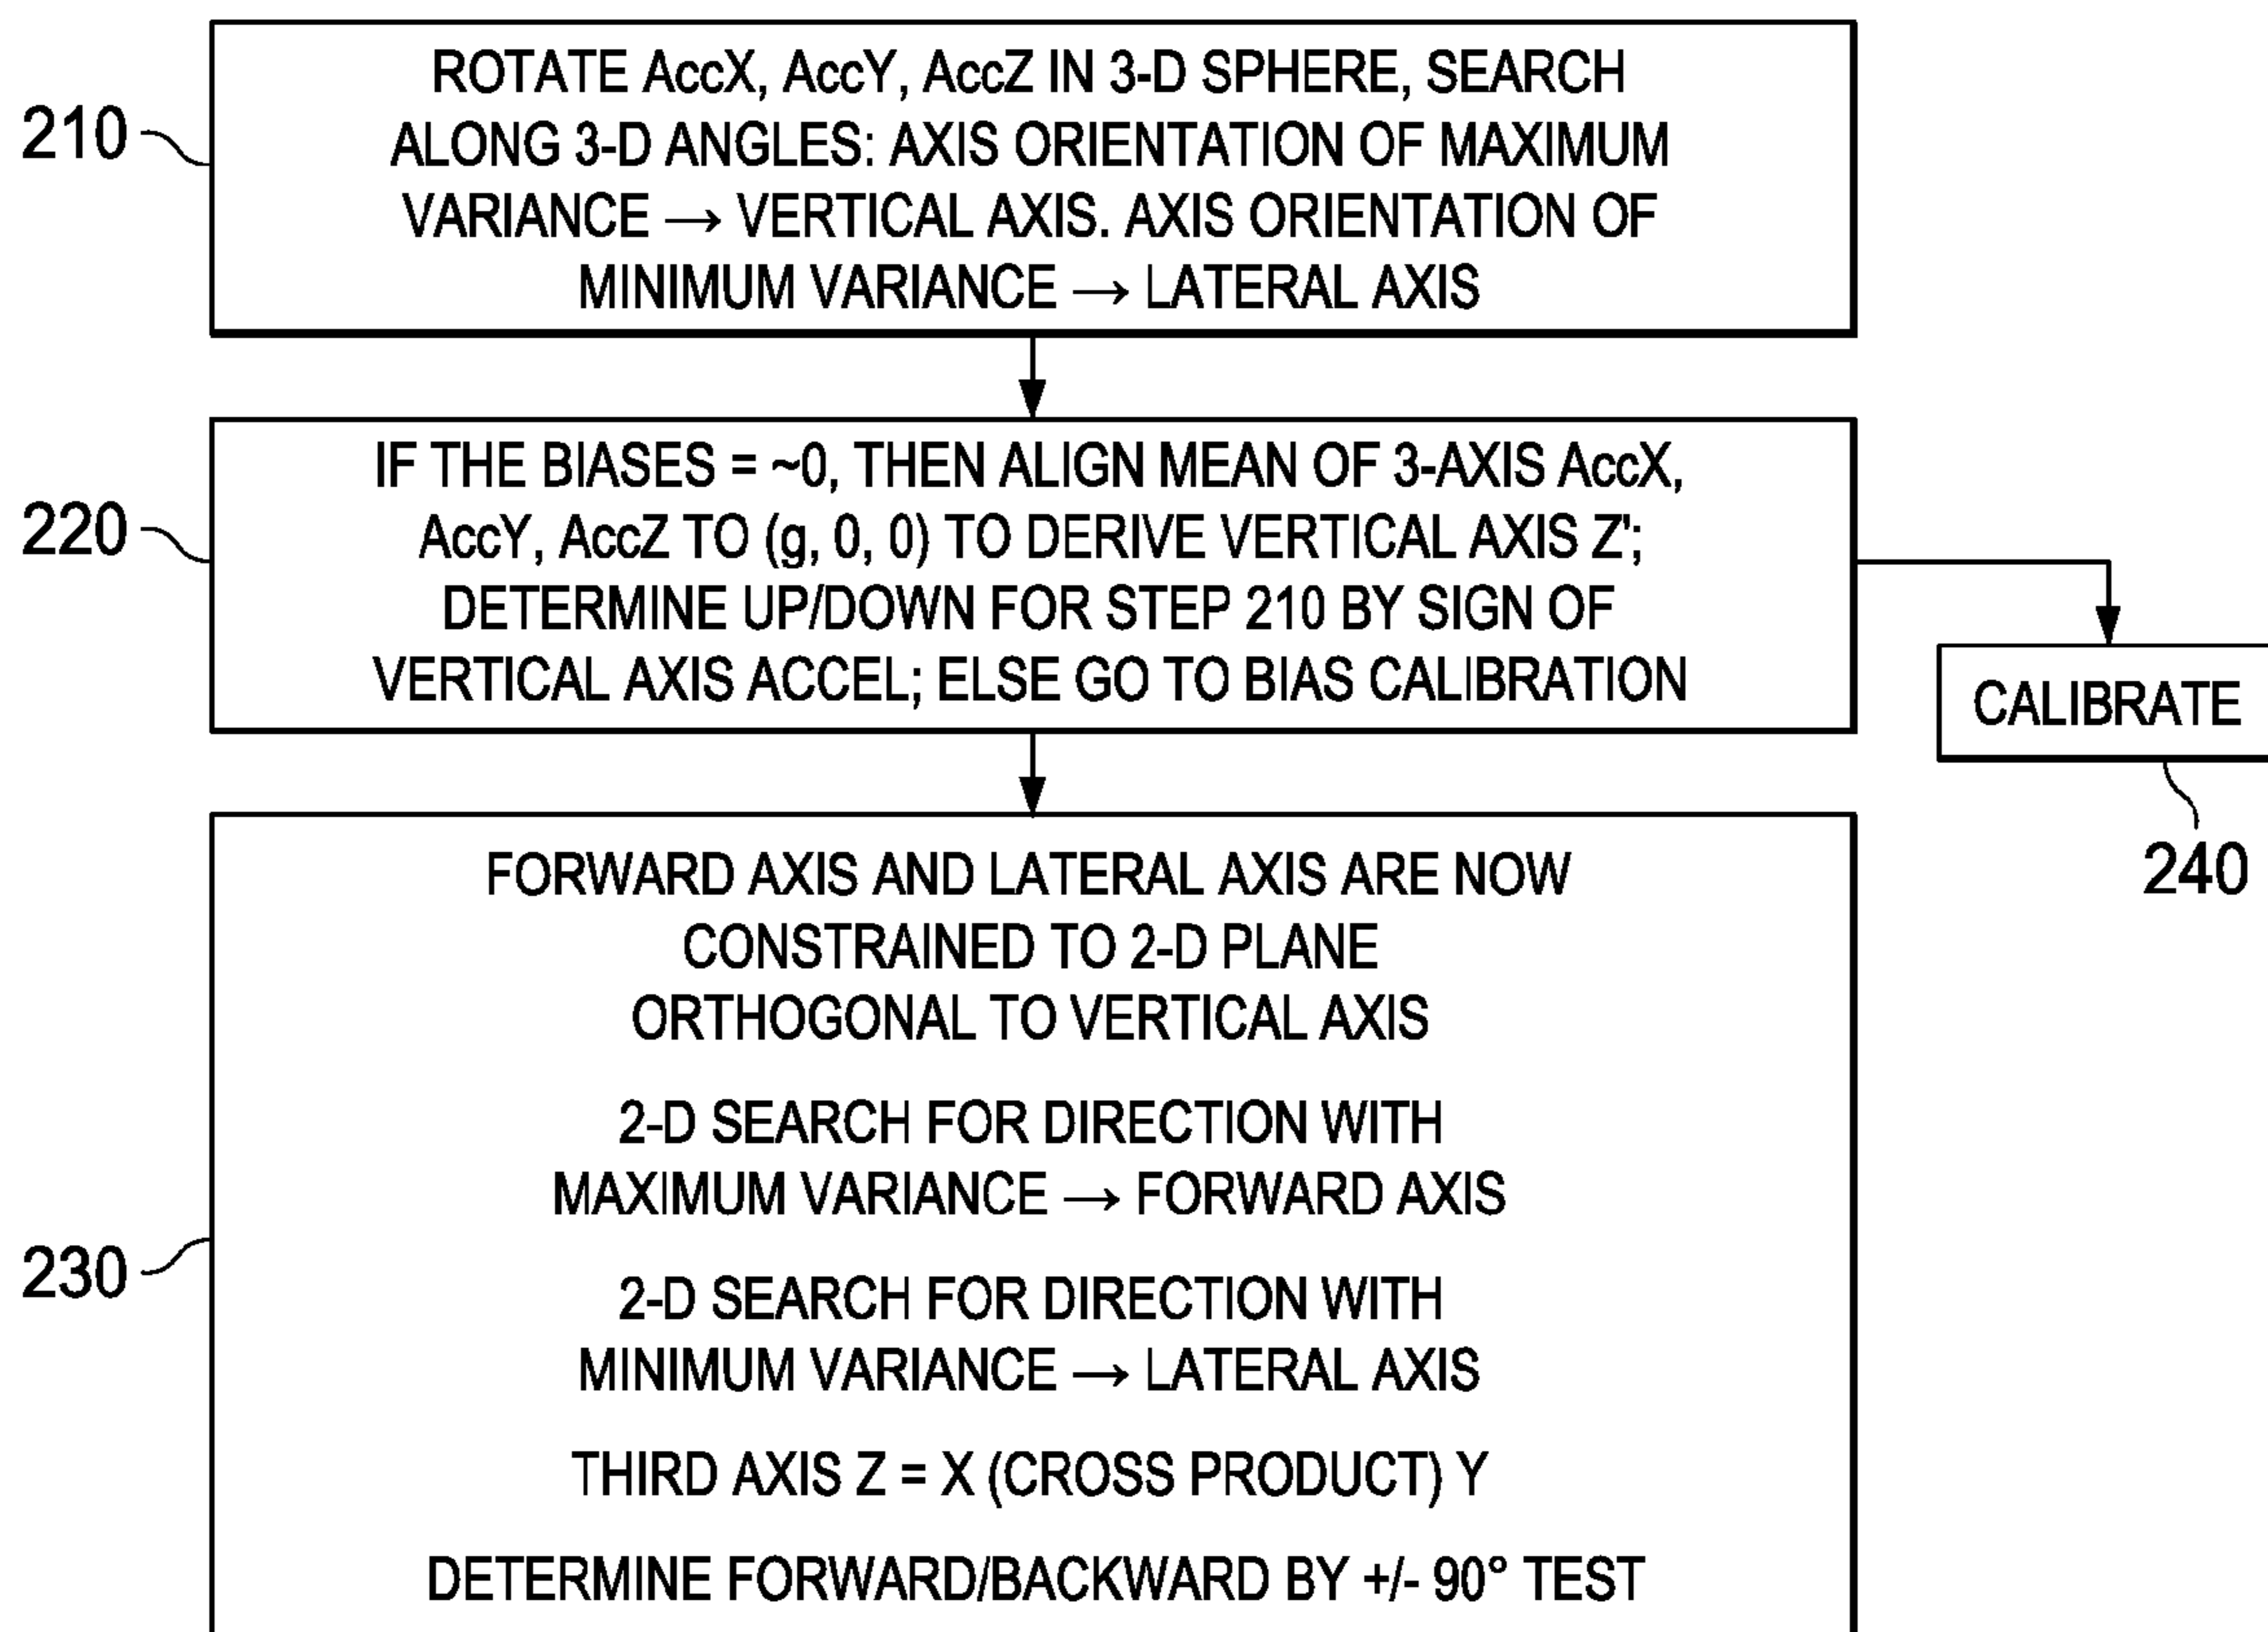 210
ROTATE AccX, AccY, AccZ IN 3-D SPHERE, SEARCH
ALONG 3-D ANGLES: AXIS ORIENTATION OF MAXIMUM
VARIANCE → VERTICAL AXIS. AXIS ORIENTATION OF
MINIMUM VARIANCE → LATERAL AXIS
220
IF THE BIASES = ~0, THEN ALIGN MEAN OF 3-AXIS AccX,
AccY, AccZ TO (g, 0, 0) TO DERIVE VERTICAL AXIS Z';
DETERMINE UP/DOWN FOR STEP 210 BY SIGN OF
VERTICAL AXIS ACCEL; ELSE GO TO BIAS CALIBRATION
CALIBRATE
240
230
FORWARD AXIS AND LATERAL AXIS ARE NOW
CONSTRAINED TO 2-D PLANE
ORTHOGONAL TO VERTICAL AXIS
2-D SEARCH FOR DIRECTION WITH
MAXIMUM VARIANCE → FORWARD AXIS
2-D SEARCH FOR DIRECTION WITH
MINIMUM VARIANCE → LATERAL AXIS
THIRD AXIS Z = X (CROSS PRODUCT) Y
DETERMINE FORWARD/BACKWARD BY +/- 90° TEST